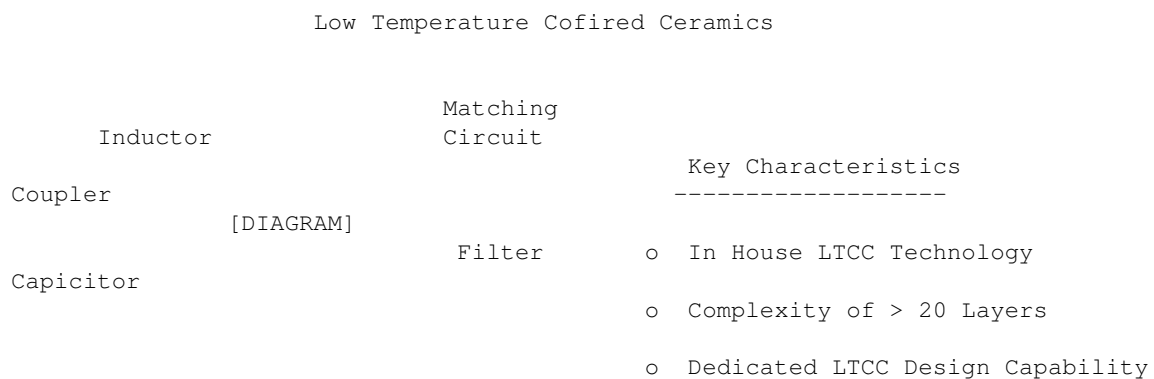 Low Temperature Cofired Ceramics
Matching
Inductor Circuit
Key Characteristics
Coupler -------------------
[DIAGRAM]
Filter o In House LTCC Technology
Capicitor
o Complexity of > 20 Layers
o Dedicated LTCC Design Capability